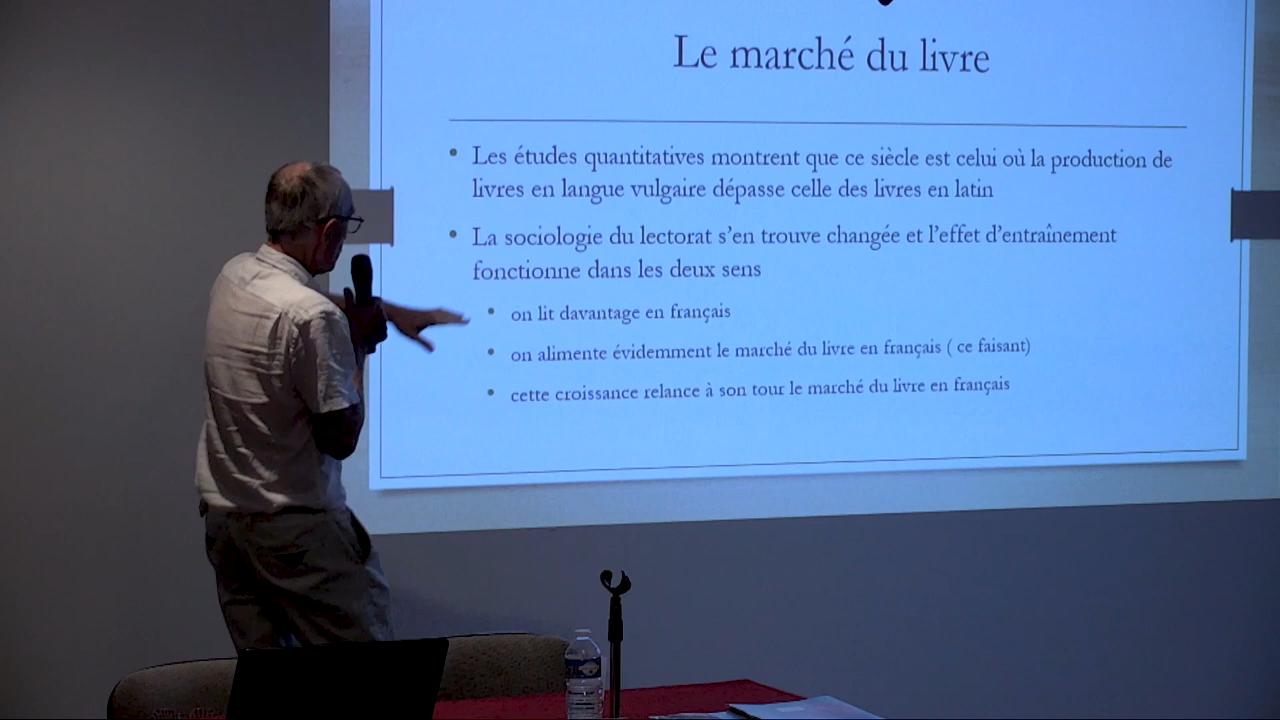 Le marché du livre
• Les études quantitatives montrent que ce siècle est celui où la production de
livres en langue vulgaire dépasse celle des livres en latin
• La sociologie du lectorat s’en trouve changée et l’effet d’entraînement
fonctionne dans les deux sens
• on lit davantage en français
• on alimente évidemment le marché du livre en français ( ce faisant)
• cette croissance relance à son tour le marché du livre en français